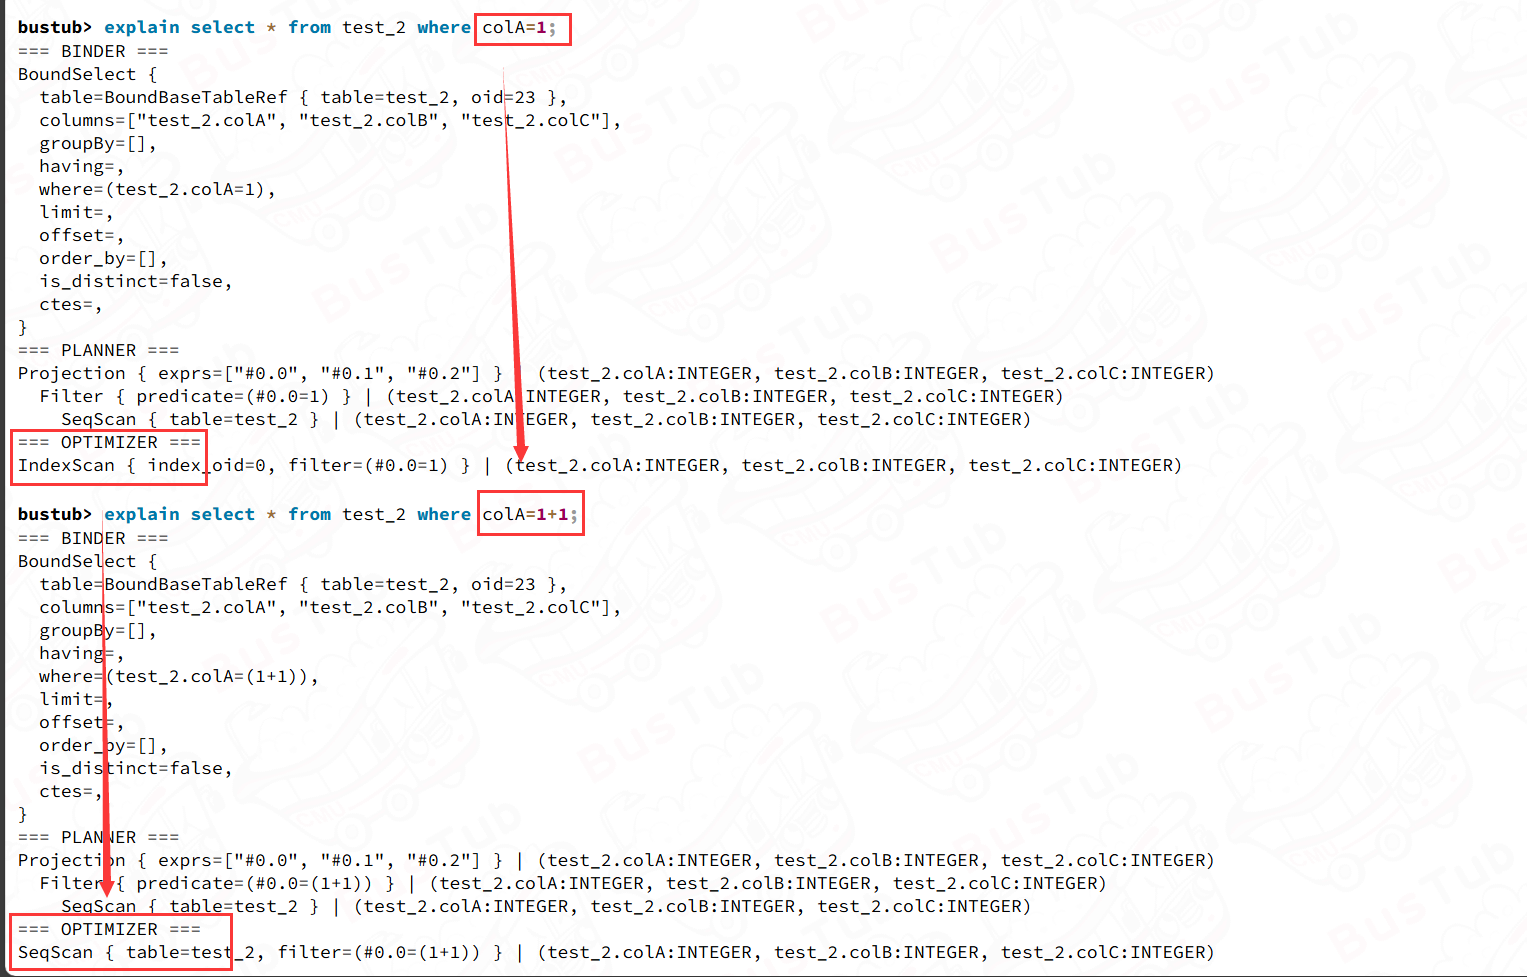 bustub> explain select * from test_2 where colA=1;
=== BINDER ===
BoundSelect {
  table=BoundBaseTableRef { table=test_2, oid=23 },
  columns=["test_2.colA", "test_2.colB", "test_2.colC"],
  groupBy=[],
  having=,
  where=(test_2.colA=1),
  limit=,
  offset=,
  order_by=[],
  is_distinct=false,
  ctes=,
}
=== PLANNER ===
Projection { exprs=["#0.0", "#0.1", "#0.2"] } | (test_2.colA:INTEGER, test_2.colB:INTEGER, test_2.colC:INTEGER)
  Filter { predicate=(#0.0=1) } | (test_2.colA:INTEGER, test_2.colB:INTEGER, test_2.colC:INTEGER)
    SeqScan { table=test_2 } | (test_2.colA:INTEGER, test_2.colB:INTEGER, test_2.colC:INTEGER)
=== OPTIMIZER ===
IndexScan { index_oid=0, filter=(#0.0=1) } | (test_2.colA:INTEGER, test_2.colB:INTEGER, test_2.colC:INTEGER)
bustub> explain select * from test_2 where colA=1+1;
=== BINDER ===
BoundSelect {
  table=BoundBaseTableRef { table=test_2, oid=23 },
  columns=["test_2.colA", "test_2.colB", "test_2.colC"],
  groupBy=[],
  having=,
  where=(test_2.colA=(1+1)),
  limit=,
  offset=,
  order_by=[],
  is_distinct=false,
  ctes=,
}
=== PLANNER ===
Projection { exprs=["#0.0", "#0.1", "#0.2"] } | (test_2.colA:INTEGER, test_2.colB:INTEGER, test_2.colC:INTEGER)
  Filter { predicate=(#0.0=(1+1)) } | (test_2.colA:INTEGER, test_2.colB:INTEGER, test_2.colC:INTEGER)
    SeqScan { table=test_2 } | (test_2.colA:INTEGER, test_2.colB:INTEGER, test_2.colC:INTEGER)
=== OPTIMIZER ===
SeqScan { table=test_2, filter=(#0.0=(1+1)) } | (test_2.colA:INTEGER, test_2.colB:INTEGER, test_2.colC:INTEGER)